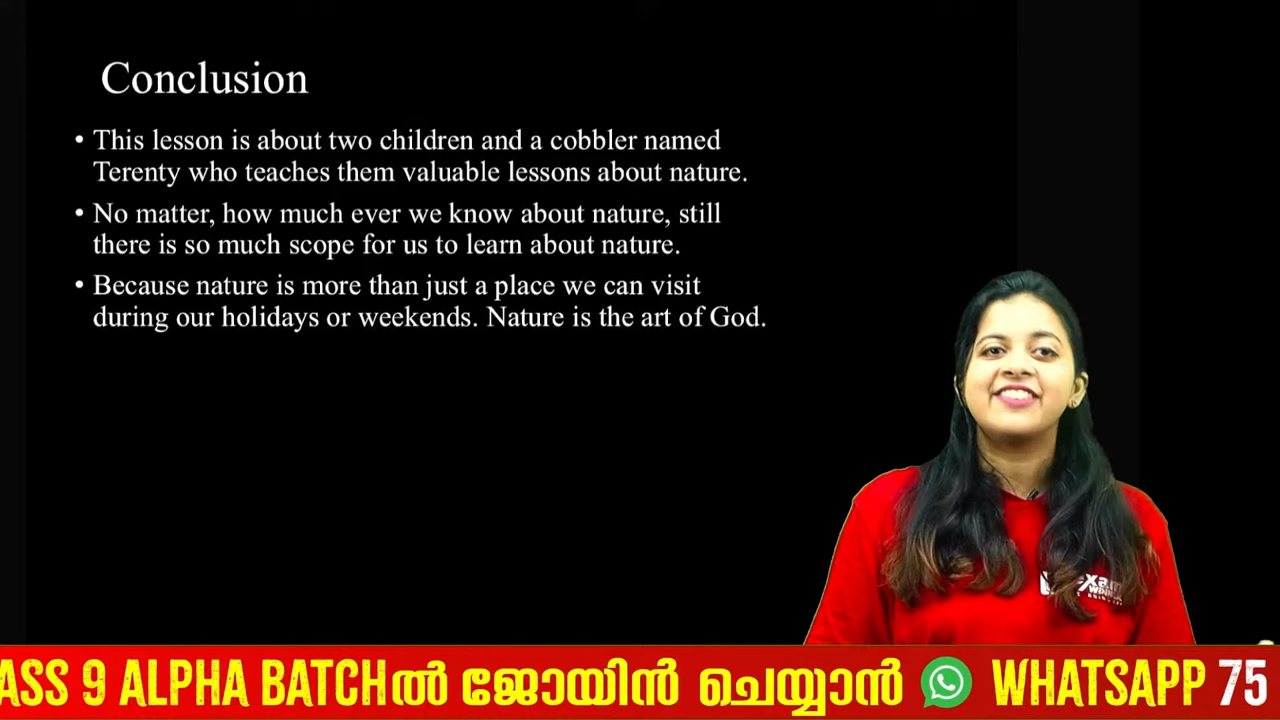 Conclusion
• This lesson is about two children and a cobbler named
Terenty who teaches them valuable lessons about nature.
• No matter, how much ever we know about nature, still
there is so much scope for us to learn about nature.
• Because nature is more than just a place we can visit
during our holidays or weekends. Nature is the art of God.
ASS 9 ALPHA BATCHൽ ജോയിൻ ചെയ്യാൻ WHATSAPP 75